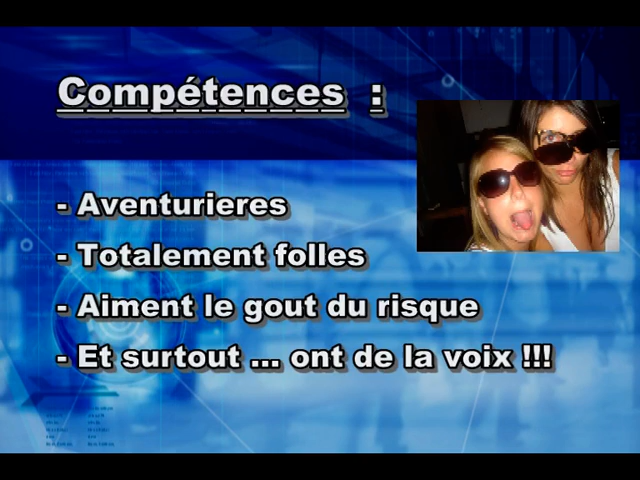 Compétences :
- Aventurieres
- Totalement folles
- Aiment le gout du risque
- Et surtout ... ont de la voix !!!